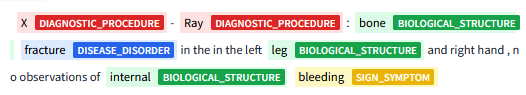 X DIAGNOSTIC_PROCEDURE - Ray DIAGNOSTIC_PROCEDURE : bone BIOLOGICAL_STRUCTURE
fracture DISEASE_DISORDER in the in the left leg BIOLOGICAL_STRUCTURE and right hand , n
o observations of internal BIOLOGICAL_STRUCTURE bleeding SIGN_SYMPTOM